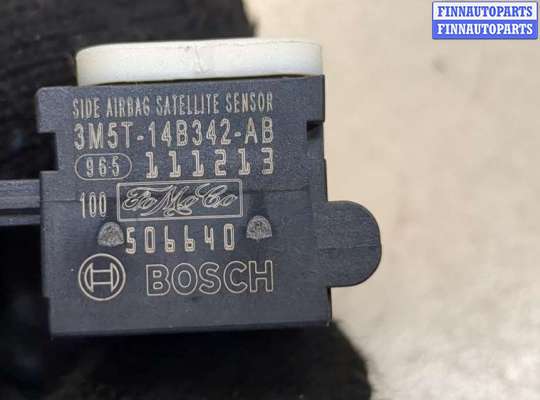 FINNAUTOPARTS
FINNAUTOPARTS
SIDE AIRBAG SATELLITE SENSOR
3M5T-14B342-AB
965 111213
100 FoMoCo
506640
BOSCH